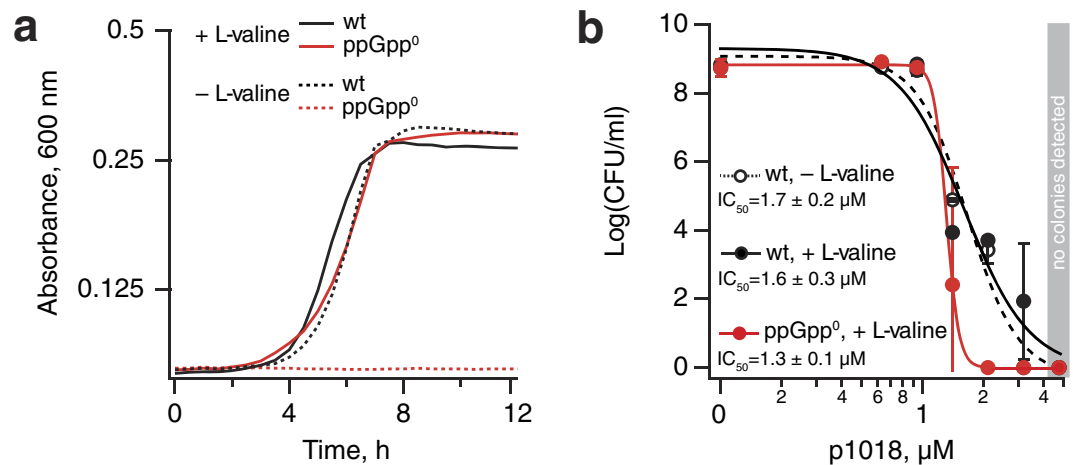 a
0.5
0.25
0.125
Absorbance, 600 nm
+ L-valine
wt
ppGpp⁰
– L-valine
wt
ppGpp⁰
0 4 8 12
Time, h
b
10
8
6
4
2
0
Log(CFU/ml)
wt, – L-valine
IC₅₀=1.7 ± 0.2 µM
wt, + L-valine
IC₅₀=1.6 ± 0.3 µM
ppGpp⁰, + L-valine
IC₅₀=1.3 ± 0.1 µM
no colonies detected
0 2 4 6 8 1 2 4
p1018, µM